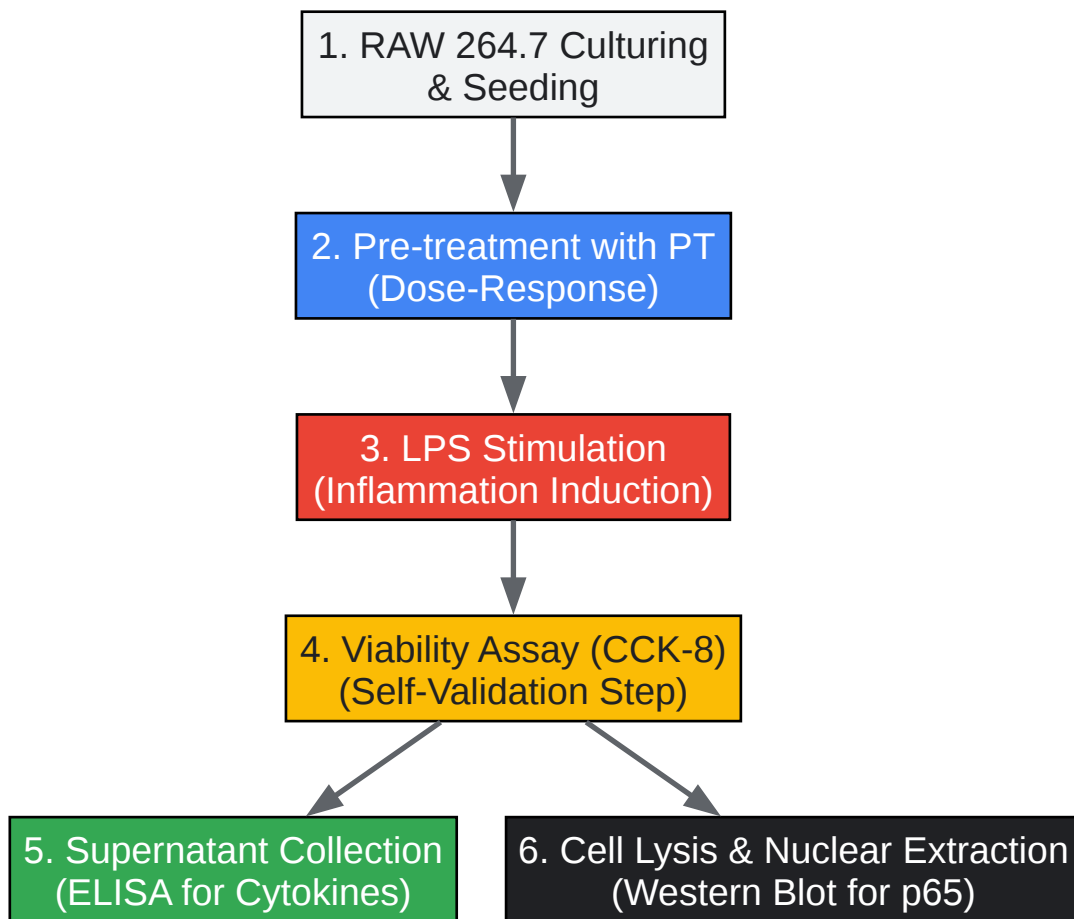 1. RAW 264.7 Culturing
& Seeding
2. Pre-treatment with PT
(Dose-Response)
3. LPS Stimulation
(Inflammation Induction)
4. Viability Assay (CCK-8)
(Self-Validation Step)
5. Supernatant Collection
(ELISA for Cytokines)
6. Cell Lysis & Nuclear Extraction
(Western Blot for p65)